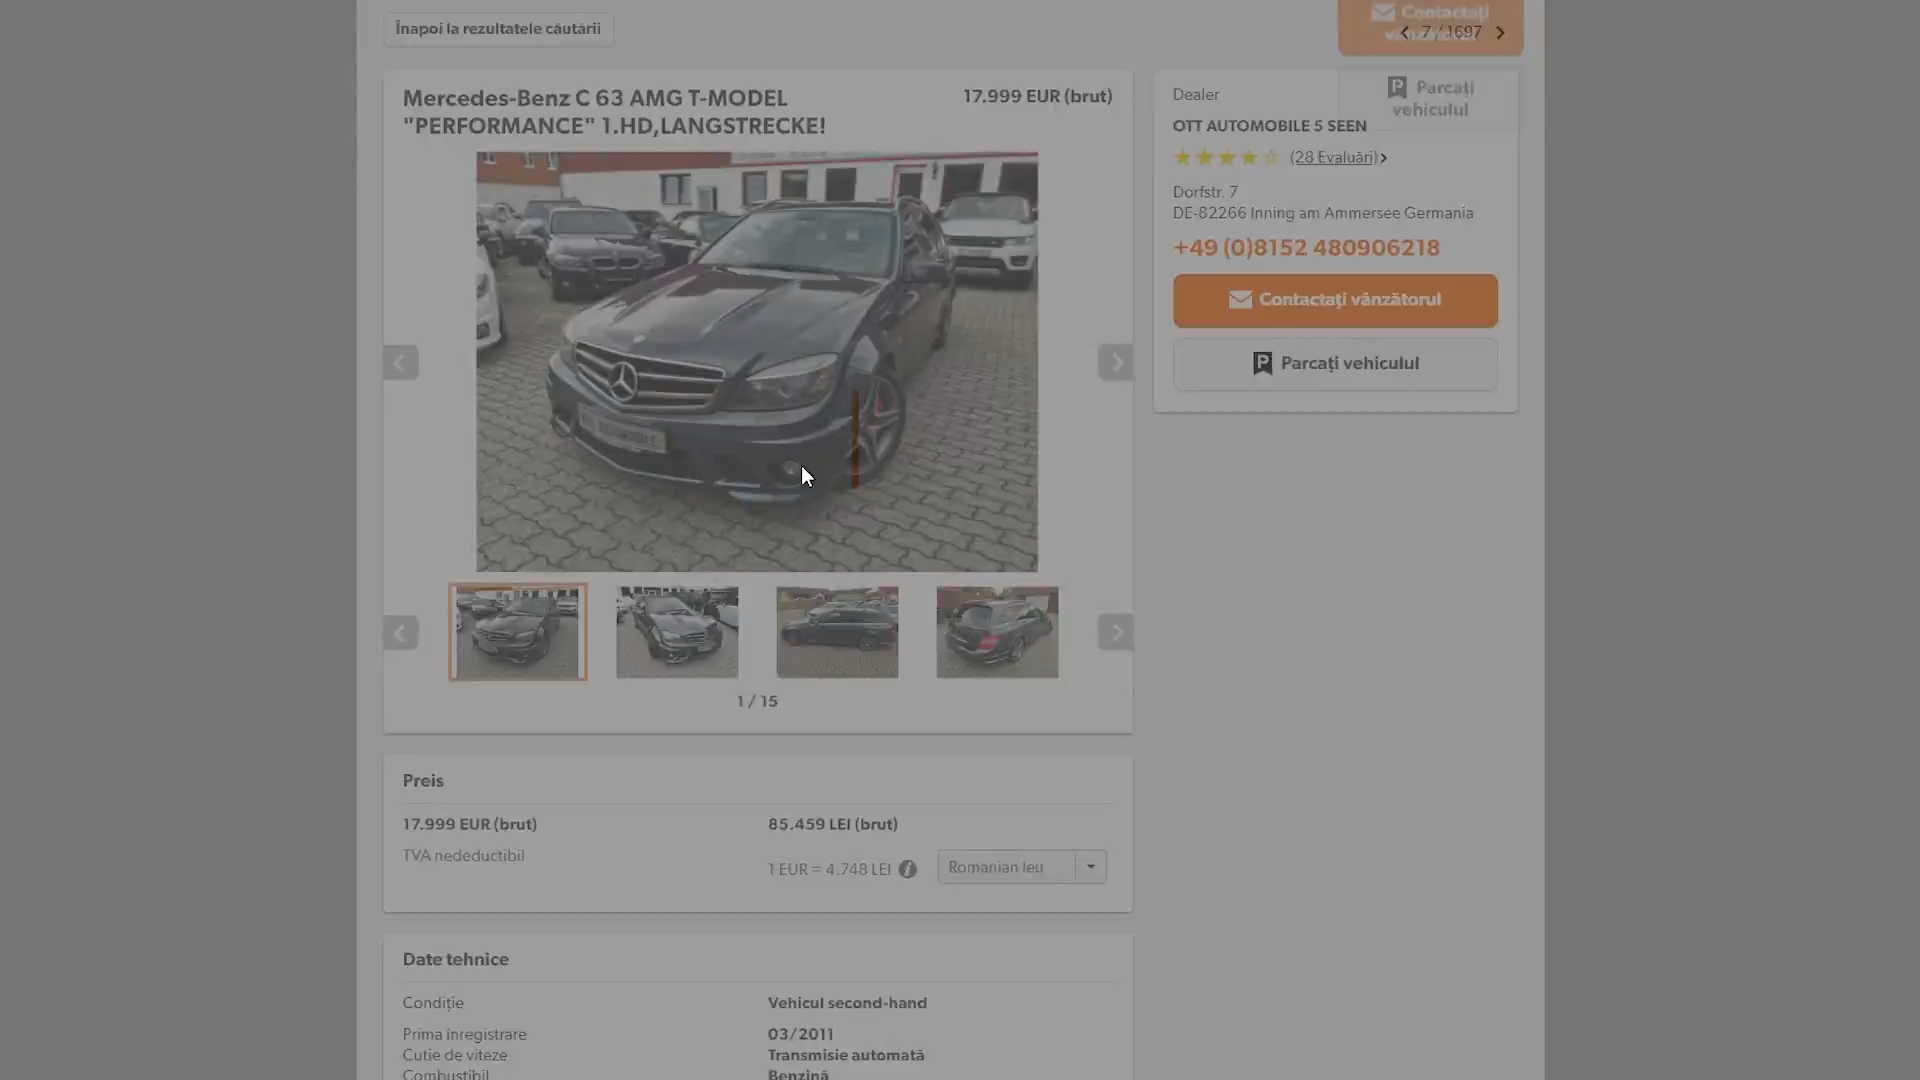 Înapoi la rezultatele căutării
Contactați
7 / 1697
Mercedes-Benz C 63 AMG T-MODEL
"PERFORMANCE" 1.HD,LANGSTRECKE!
17.999 EUR (brut)
Dealer
Parcați
vehiculul
OTT AUTOMOBILE 5 SEEN
(28 Evaluări)
Dorfstr. 7
DE-82266 Inning am Ammersee Germania
+49 (0)8152 480906218
Contactați vânzătorul
Parcați vehiculul
1 / 15
Preis
17.999 EUR (brut)
85.459 LEI (brut)
TVA nedeductibil
1 EUR = 4.748 LEI
Romanian leu
Date tehnice
Condiție
Vehicul second-hand
Prima înregistrare
03/2011
Cutie de viteze
Transmisie automată
Combustibil
Benzină